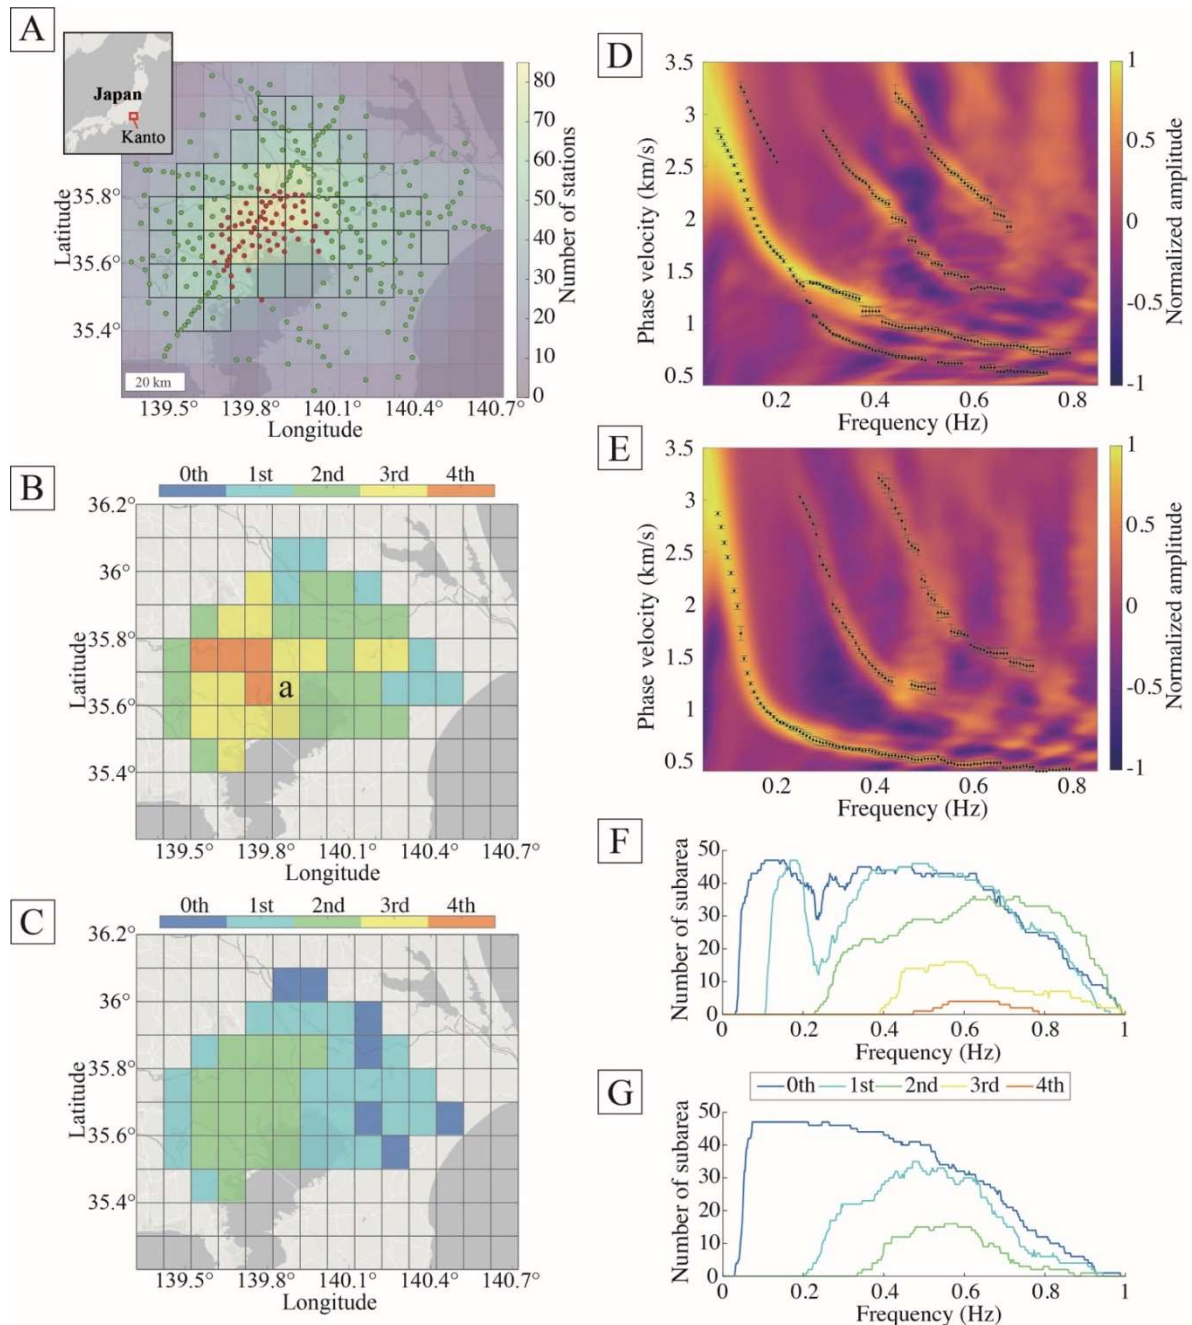 A
Japan
Kanto
Latitude
35.8°
35.6°
35.4°
20 km
139.5° 139.8° 140.1° 140.4° 140.7°
Longitude
80
70
60
50
40
30
20
10
0
Number of stations
B
0th 1st 2nd 3rd 4th
36.2°
36°
35.8°
35.6°
35.4°
Latitude
a
139.5° 139.8° 140.1° 140.4° 140.7°
Longitude
C
0th 1st 2nd 3rd 4th
36.2°
36°
35.8°
35.6°
35.4°
Latitude
139.5° 139.8° 140.1° 140.4° 140.7°
Longitude
D
Phase velocity (km/s)
3.5
3
2.5
2
1.5
1
0.5
0.2 0.4 0.6 0.8
Frequency (Hz)
1
0.5
0
-0.5
-1
Normalized amplitude
E
Phase velocity (km/s)
3.5
3
2.5
2
1.5
1
0.5
0.2 0.4 0.6 0.8
Frequency (Hz)
1
0.5
0
-0.5
-1
Normalized amplitude
F
Number of subarea
50
40
30
20
10
0
0 0.2 0.4 0.6 0.8 1
Frequency (Hz)
G
0th 1st 2nd 3rd 4th
Number of subarea
50
40
30
20
10
0
0 0.2 0.4 0.6 0.8 1
Frequency (Hz)